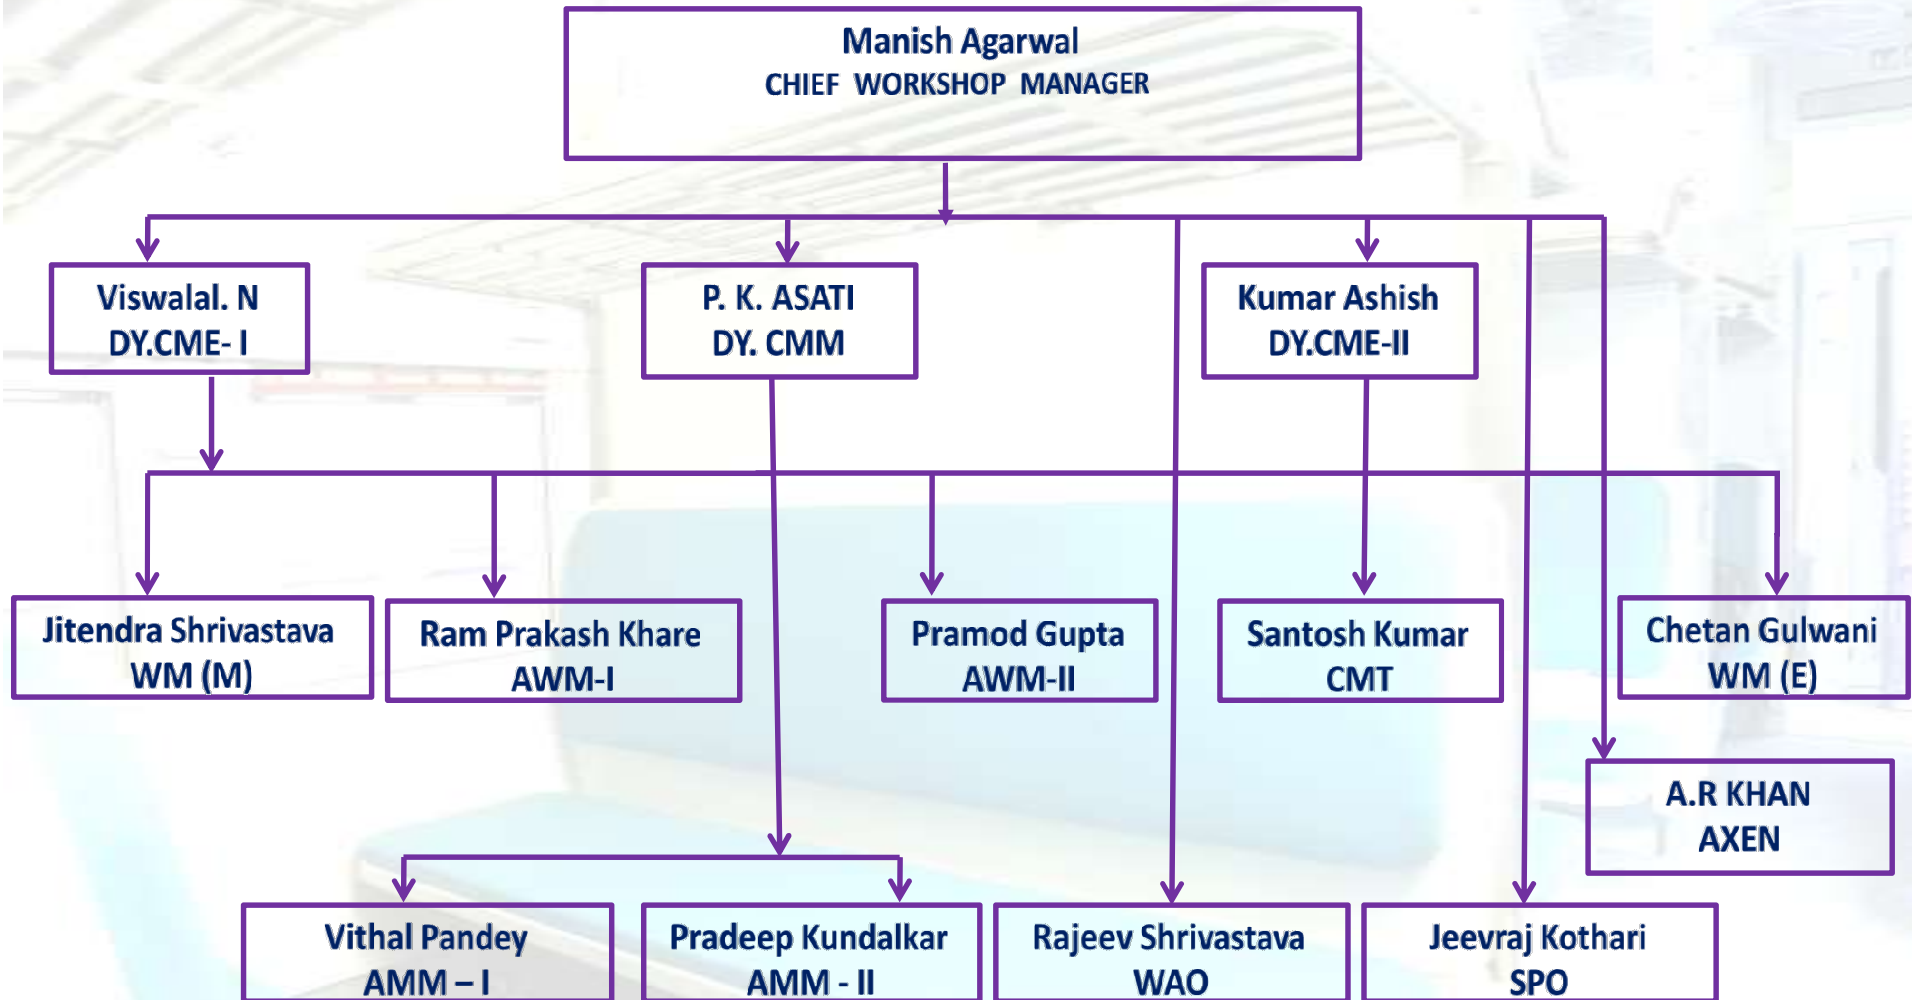 Manish Agarwal
CHIEF WORKSHOP MANAGER
Viswalal. N
DY.CME- I
P. K. ASATI
DY. CMM
Kumar Ashish
DY.CME-II
Jitendra Shrivastava
WM (M)
Ram Prakash Khare
AWM-I
Pramod Gupta
AWM-II
Santosh Kumar
CMT
Chetan Gulwani
WM (E)
A.R KHAN
AXEN
Vithal Pandey
AMM – I
Pradeep Kundalkar
AMM - II
Rajeev Shrivastava
WAO
Jeevraj Kothari
SPO